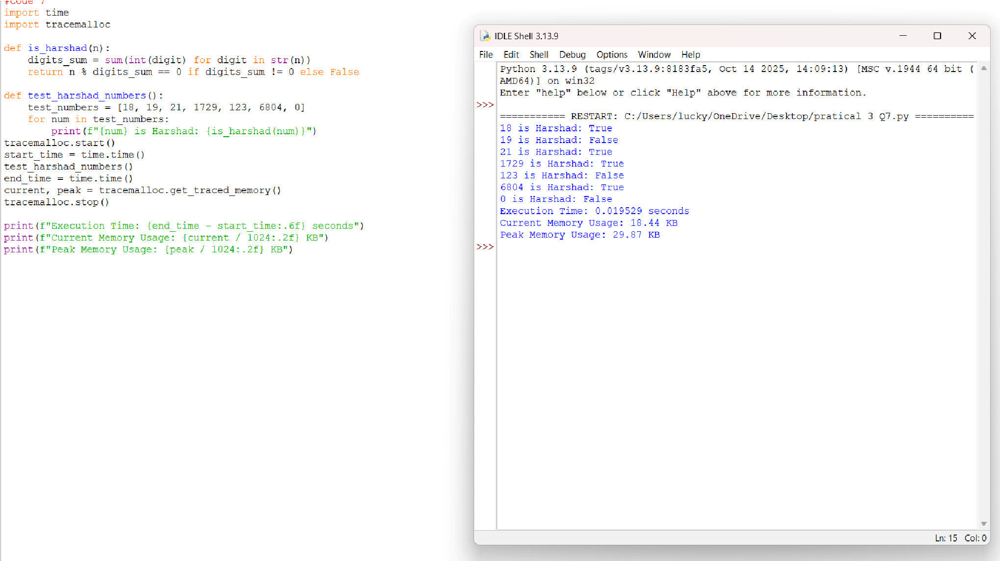 #Code 7
import time
import tracemalloc
def is_harshad(n):
    digits_sum = sum(int(digit) for digit in str(n))
    return n % digits_sum == 0 if digits_sum != 0 else False
def test_harshad_numbers():
    test_numbers = [18, 19, 21, 1729, 123, 6804, 0]
    for num in test_numbers:
        print(f"{num} is Harshad: {is_harshad(num)}")
tracemalloc.start()
start_time = time.time()
test_harshad_numbers()
end_time = time.time()
current, peak = tracemalloc.get_traced_memory()
tracemalloc.stop()
print(f"Execution Time: {end_time - start_time:.6f} seconds")
print(f"Current Memory Usage: {current / 1024:.2f} KB")
print(f"Peak Memory Usage: {peak / 1024:.2f} KB")
IDLE Shell 3.13.9
File Edit Shell Debug Options Window Help
Python 3.13.9 (tags/v3.13.9:8183fa5, Oct 14 2025, 14:09:13) [MSC v.1944 64 bit (
AMD64)] on win32
Enter "help" below or click "Help" above for more information.
>>>
=========== RESTART: C:/Users/lucky/OneDrive/Desktop/pratical 3 Q7.py ==========
18 is Harshad: True
19 is Harshad: False
21 is Harshad: True
1729 is Harshad: True
123 is Harshad: False
6804 is Harshad: True
0 is Harshad: False
Execution Time: 0.019529 seconds
Current Memory Usage: 18.44 KB
Peak Memory Usage: 29.87 KB
>>>
Ln: 15 Col: 0